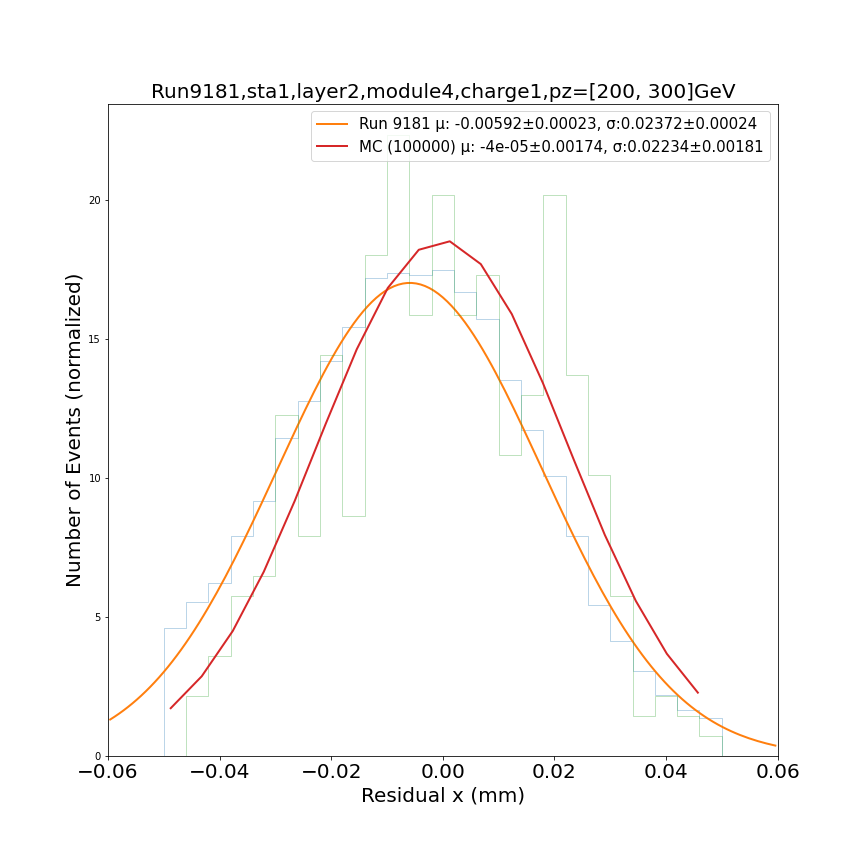 Run9181,sta1,layer2,module4,charge1,pz=[200, 300]GeV
Run 9181 μ: -0.00592±0.00023, σ:0.02372±0.00024
MC (100000) μ: -4e-05±0.00174, σ:0.02234±0.00181
20
15
10
5
0
Number of Events (normalized)
−0.06 −0.04 −0.02 0.00 0.02 0.04 0.06
Residual x (mm)